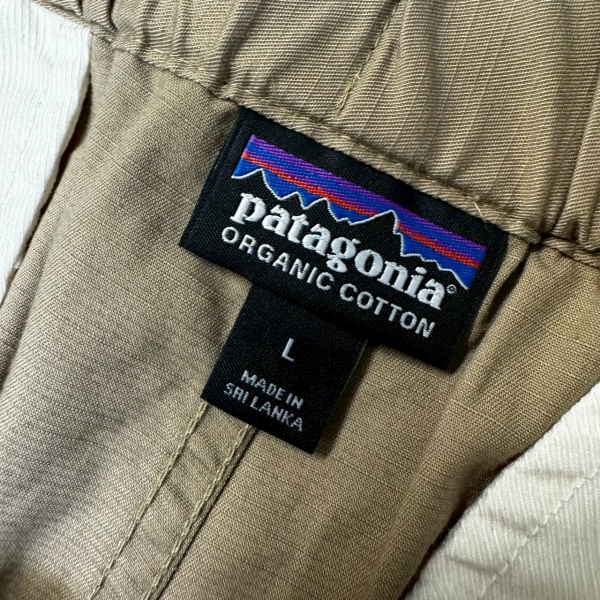 patagonia®
ORGANIC COTTON
L
MADE IN
SRI LANKA